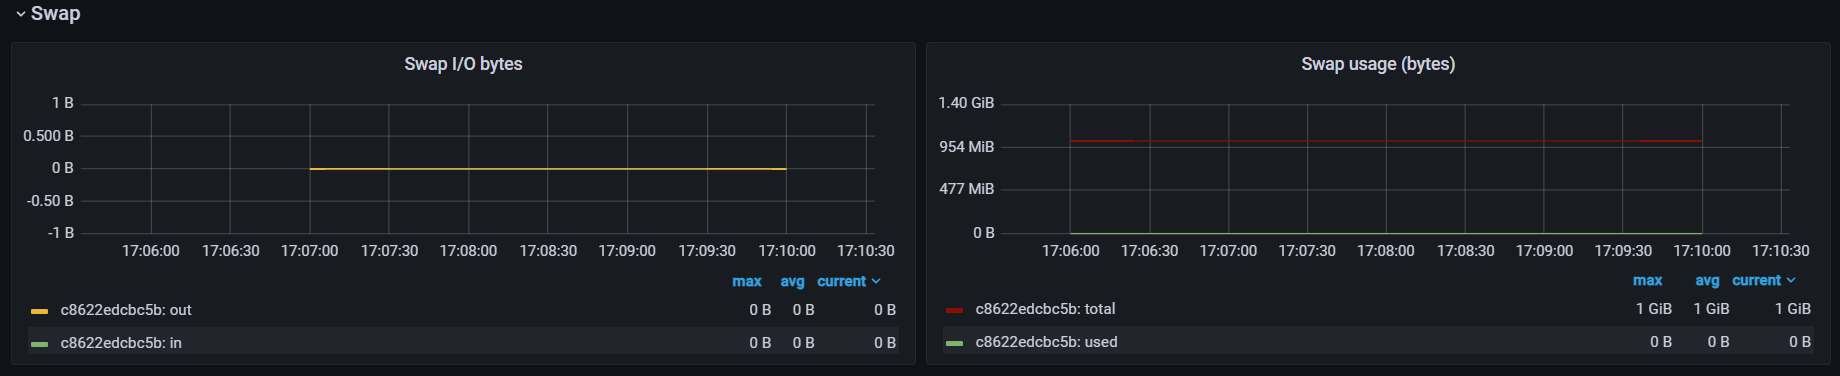 Swap
Swap I/O bytes
1 B
0.500 B
0 B
-0.50 B
-1 B
17:06:00 17:06:30 17:07:00 17:07:30 17:08:00 17:08:30 17:09:00 17:09:30 17:10:00 17:10:30
max avg current
c8622edcbc5b: out 0 B 0 B 0 B
c8622edcbc5b: in 0 B 0 B 0 B
Swap usage (bytes)
1.40 GiB
954 MiB
477 MiB
0 B
17:06:00 17:06:30 17:07:00 17:07:30 17:08:00 17:08:30 17:09:00 17:09:30 17:10:00 17:10:30
max avg current
c8622edcbc5b: total 1 GiB 1 GiB 1 GiB
c8622edcbc5b: used 0 B 0 B 0 B